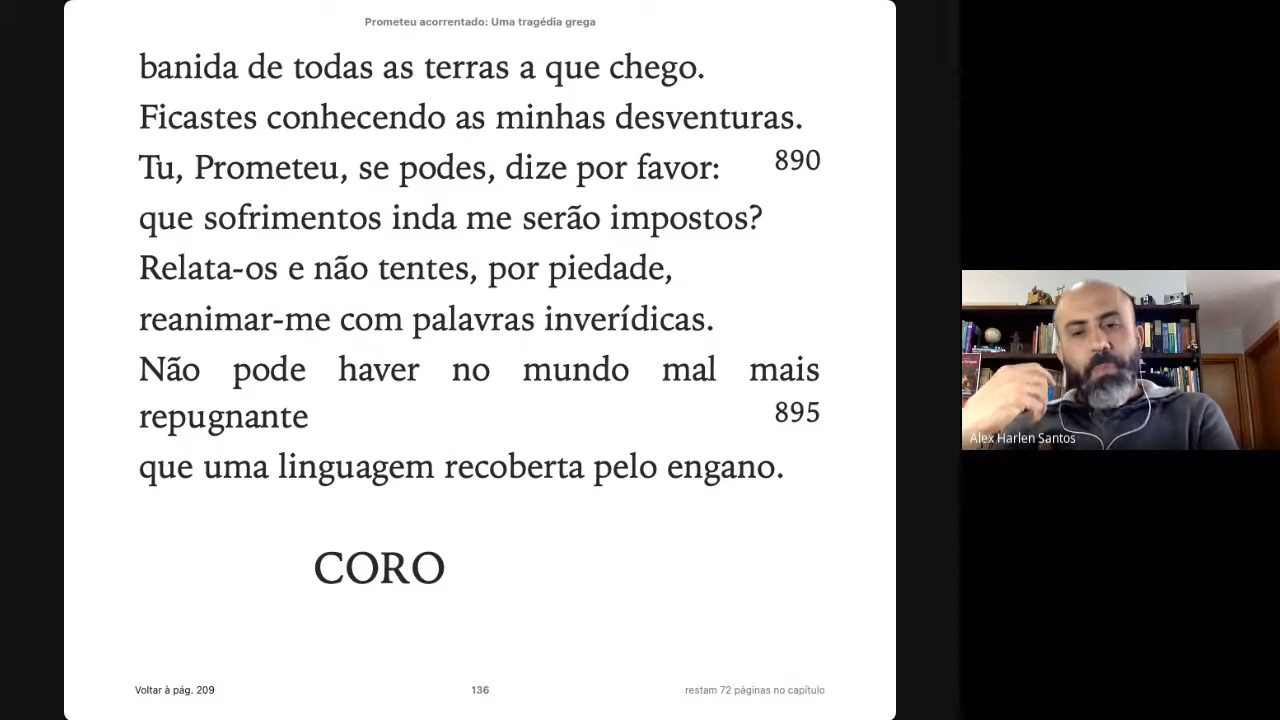 Prometeu acorrentado: Uma tragédia grega
banida de todas as terras a que chego.
Ficastes conhecendo as minhas desventuras.
Tu, Prometeu, se podes, dize por favor: 890
que sofrimentos inda me serão impostos?
Relata-os e não tentes, por piedade,
reanimar-me com palavras inverídicas.
Não pode haver no mundo mal mais
repugnante 895
que uma linguagem recoberta pelo engano.
CORO
Voltar à pág. 209 136 restam 72 páginas no capítulo
Alex Harlen Santos